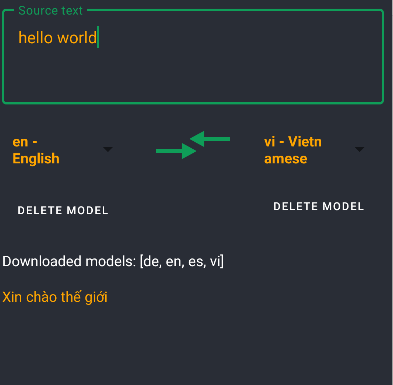 Source text
hello world
en -
English
vi - Vietn
amese
DELETE MODEL
DELETE MODEL
Downloaded models: [de, en, es, vi]
Xin chào thế giới